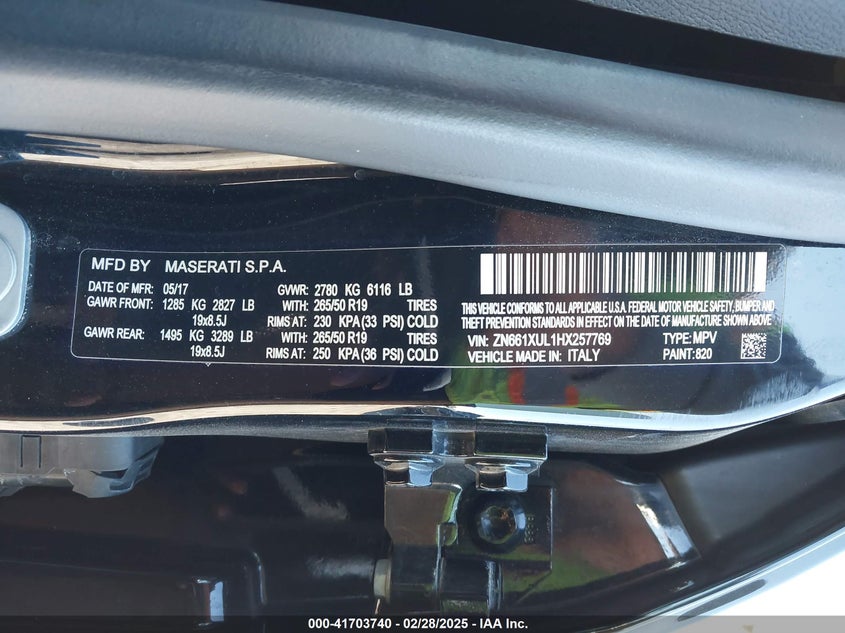 MFD BY MASERATI S.P.A.
DATE OF MFR: 05/17 GVWR: 2780 KG 6116 LB
GAWR FRONT: 1285 KG 2827 LB WITH: 265/50 R19 TIRES
19x8.5J RIMS AT: 230 KPA (33 PSI) COLD
GAWR REAR: 1495 KG 3289 LB WITH: 265/50 R19 TIRES
19x8.5J RIMS AT: 250 KPA (36 PSI) COLD
THIS VEHICLE CONFORMS TO ALL APPLICABLE U.S.A. FEDERAL MOTOR VEHICLE SAFETY, BUMPER AND
THEFT PREVENTION STANDARDS IN EFFECT ON THE DATE OF MANUFACTURE SHOWN ABOVE
VIN: ZN661XUL1HX257769 TYPE: MPV
VEHICLE MADE IN: ITALY PAINT: 820
000-41703740 - 02/28/2025 - IAA Inc.